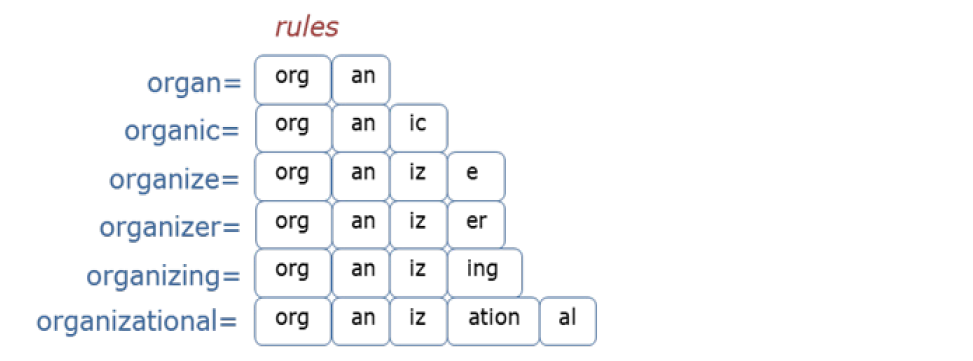 rules
organ= org an
organic= org an ic
organize= org an iz e
organizer= org an iz er
organizing= org an iz ing
organizational= org an iz ation al